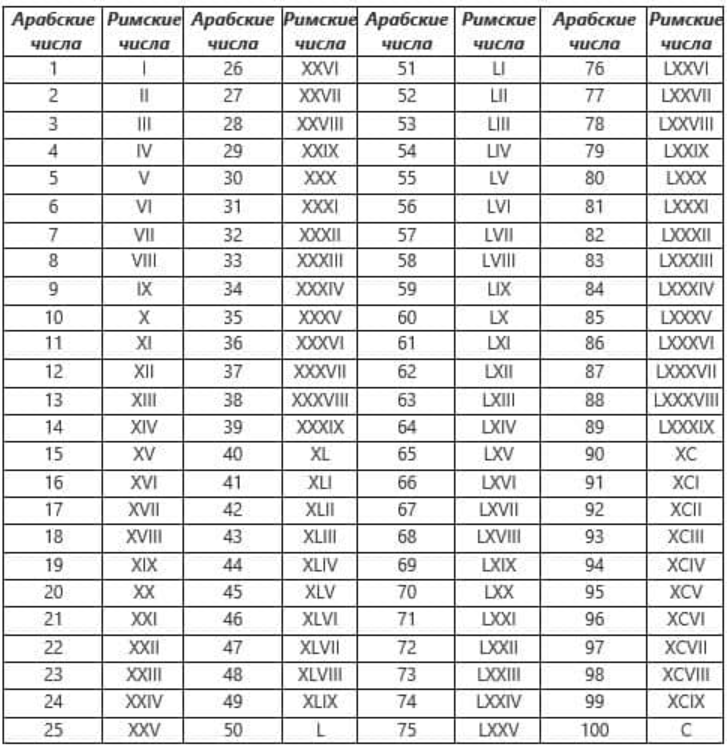 Арабские числа Римские числа Арабские числа Римские числа Арабские числа Римские числа Арабские числа Римские числа
1 I 26 XXVI 51 LI 76 LXXVI
2 II 27 XXVII 52 LII 77 LXXVII
3 III 28 XXVIII 53 LIII 78 LXXVIII
4 IV 29 XXIX 54 LIV 79 LXXIX
5 V 30 XXX 55 LV 80 LXXX
6 VI 31 XXXI 56 LVI 81 LXXXI
7 VII 32 XXXII 57 LVII 82 LXXXII
8 VIII 33 XXXIII 58 LVIII 83 LXXXIII
9 IX 34 XXXIV 59 LIX 84 LXXXIV
10 X 35 XXXV 60 LX 85 LXXXV
11 XI 36 XXXVI 61 LXI 86 LXXXVI
12 XII 37 XXXVII 62 LXII 87 LXXXVII
13 XIII 38 XXXVIII 63 LXIII 88 LXXXVIII
14 XIV 39 XXXIX 64 LXIV 89 LXXXIX
15 XV 40 XL 65 LXV 90 XC
16 XVI 41 XLI 66 LXVI 91 XCI
17 XVII 42 XLII 67 LXVII 92 XCII
18 XVIII 43 XLIII 68 LXVIII 93 XCIII
19 XIX 44 XLIV 69 LXIX 94 XCIV
20 XX 45 XLV 70 LXX 95 XCV
21 XXI 46 XLVI 71 LXXI 96 XCVI
22 XXII 47 XLVII 72 LXXII 97 XCVII
23 XXIII 48 XLVIII 73 LXXIII 98 XCVIII
24 XXIV 49 XLIX 74 LXXIV 99 XCIX
25 XXV 50 L 75 LXXV 100 C